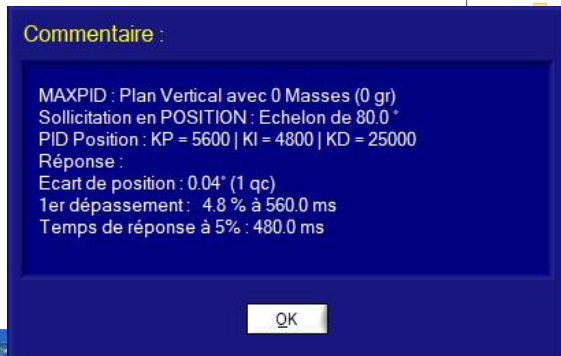 Commentaire :
MAXPID : Plan Vertical avec 0 Masses (0 gr)
Sollicitation en POSITION : Echelon de 80.0 °
PID Position : KP = 5600 | KI = 4800 | KD = 25000
Réponse :
Ecart de position : 0.04° (1 qc)
1er dépassement : 4.8 % à 560.0 ms
Temps de réponse à 5% : 480.0 ms
OK